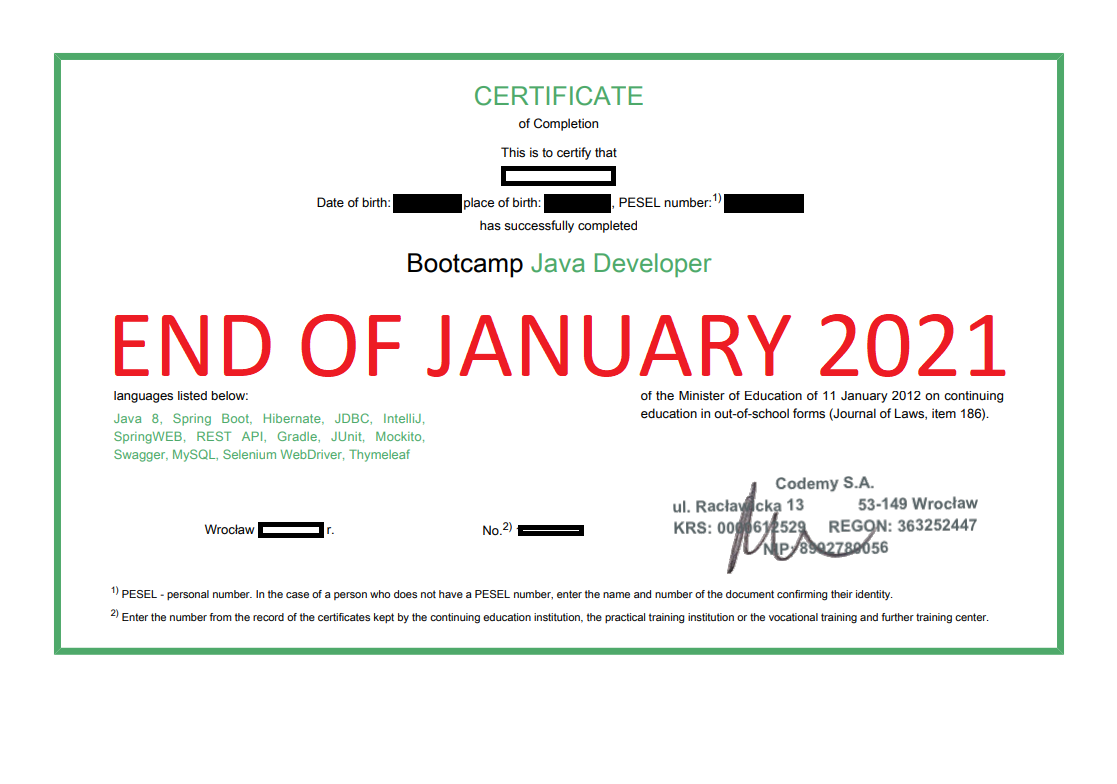 CERTIFICATE
of Completion
This is to certify that
Date of birth: place of birth: , PESEL number:1)
has successfully completed
Bootcamp Java Developer
END OF JANUARY 2021
languages listed below:
of the Minister of Education of 11 January 2012 on continuing
education in out-of-school forms (Journal of Laws, item 186).
Java 8, Spring Boot, Hibernate, JDBC, IntelliJ,
SpringWEB, REST API, Gradle, JUnit, Mockito,
Swagger, MySQL, Selenium WebDriver, Thymeleaf
Codemy S.A.
ul. Racławicka 13 53-149 Wrocław
KRS: 0000612529 REGON: 363252447
NIP: 8992789056
Wrocław r.
No.2)
1) PESEL - personal number. In the case of a person who does not have a PESEL number, enter the name and number of the document confirming their identity.
2) Enter the number from the record of the certificates kept by the continuing education institution, the practical training institution or the vocational training and further training center.